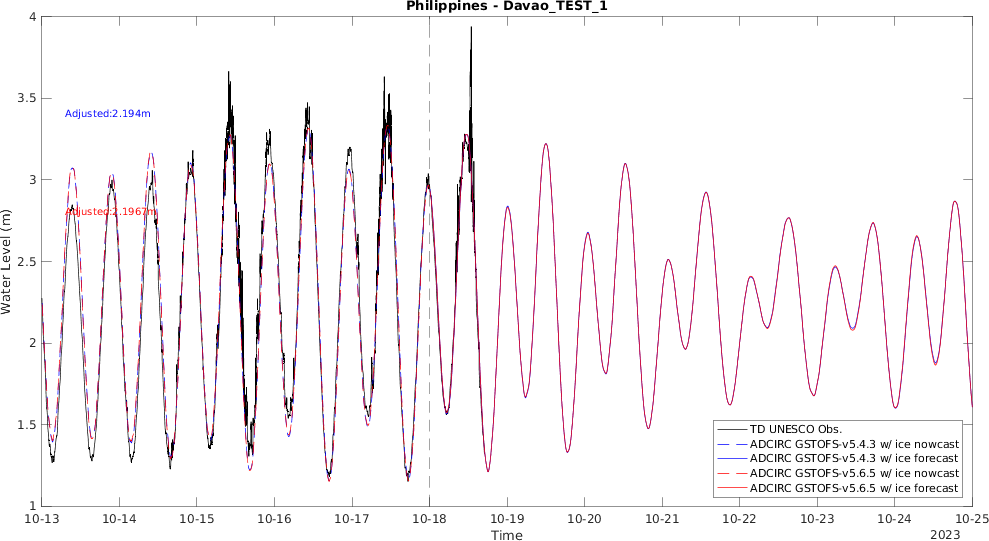 Philippines - Davao_TEST_1
4
3.5
3
2.5
2
1.5
1
Water Level (m)
Adjusted:2.194m
Adjusted:2.1967m
TD UNESCO Obs.
ADCIRC GSTOFS-v5.4.3 w/ ice nowcast
ADCIRC GSTOFS-v5.4.3 w/ ice forecast
ADCIRC GSTOFS-v5.6.5 w/ ice nowcast
ADCIRC GSTOFS-v5.6.5 w/ ice forecast
10-13 10-14 10-15 10-16 10-17 10-18 10-19 10-20 10-21 10-22 10-23 10-24 10-25
Time
2023